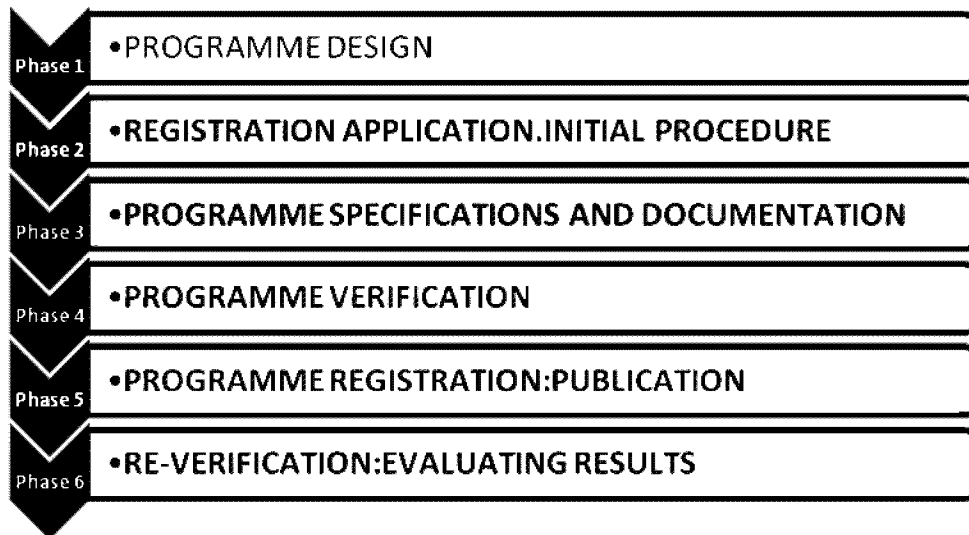 Phase 1
•PROGRAMME DESIGN
Phase 2
•REGISTRATION APPLICATION.INITIAL PROCEDURE
Phase 3
•PROGRAMME SPECIFICATIONS AND DOCUMENTATION
Phase 4
•PROGRAMME VERIFICATION
Phase 5
•PROGRAMME REGISTRATION:PUBLICATION
Phase 6
•RE-VERIFICATION:EVALUATING RESULTS